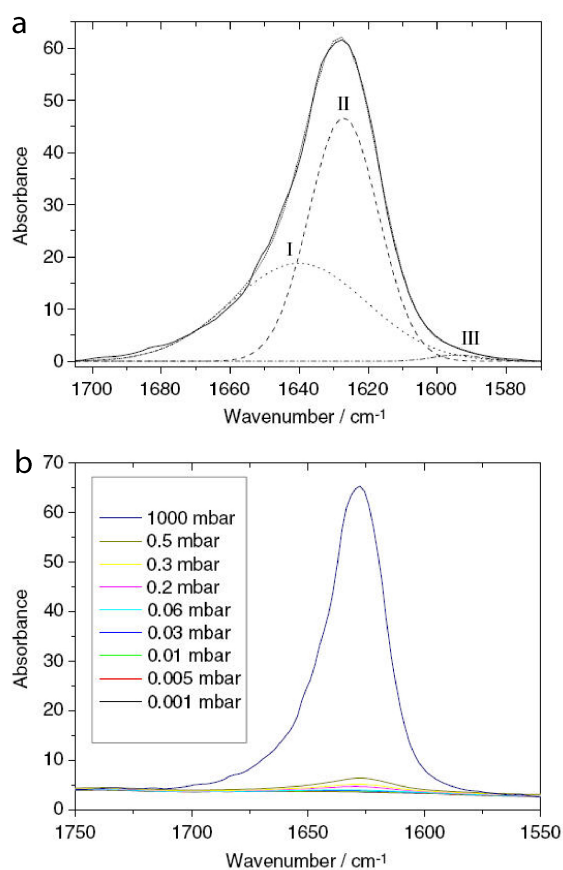 a
60
50
40
30
20
10
0
Absorbance
I
II
III
1700 1680 1660 1640 1620 1600 1580
Wavenumber / cm-1
b
70
60
50
40
30
20
10
0
Absorbance
1000 mbar
0.5 mbar
0.3 mbar
0.2 mbar
0.06 mbar
0.03 mbar
0.01 mbar
0.005 mbar
0.001 mbar
1750 1700 1650 1600 1550
Wavenumber / cm-1